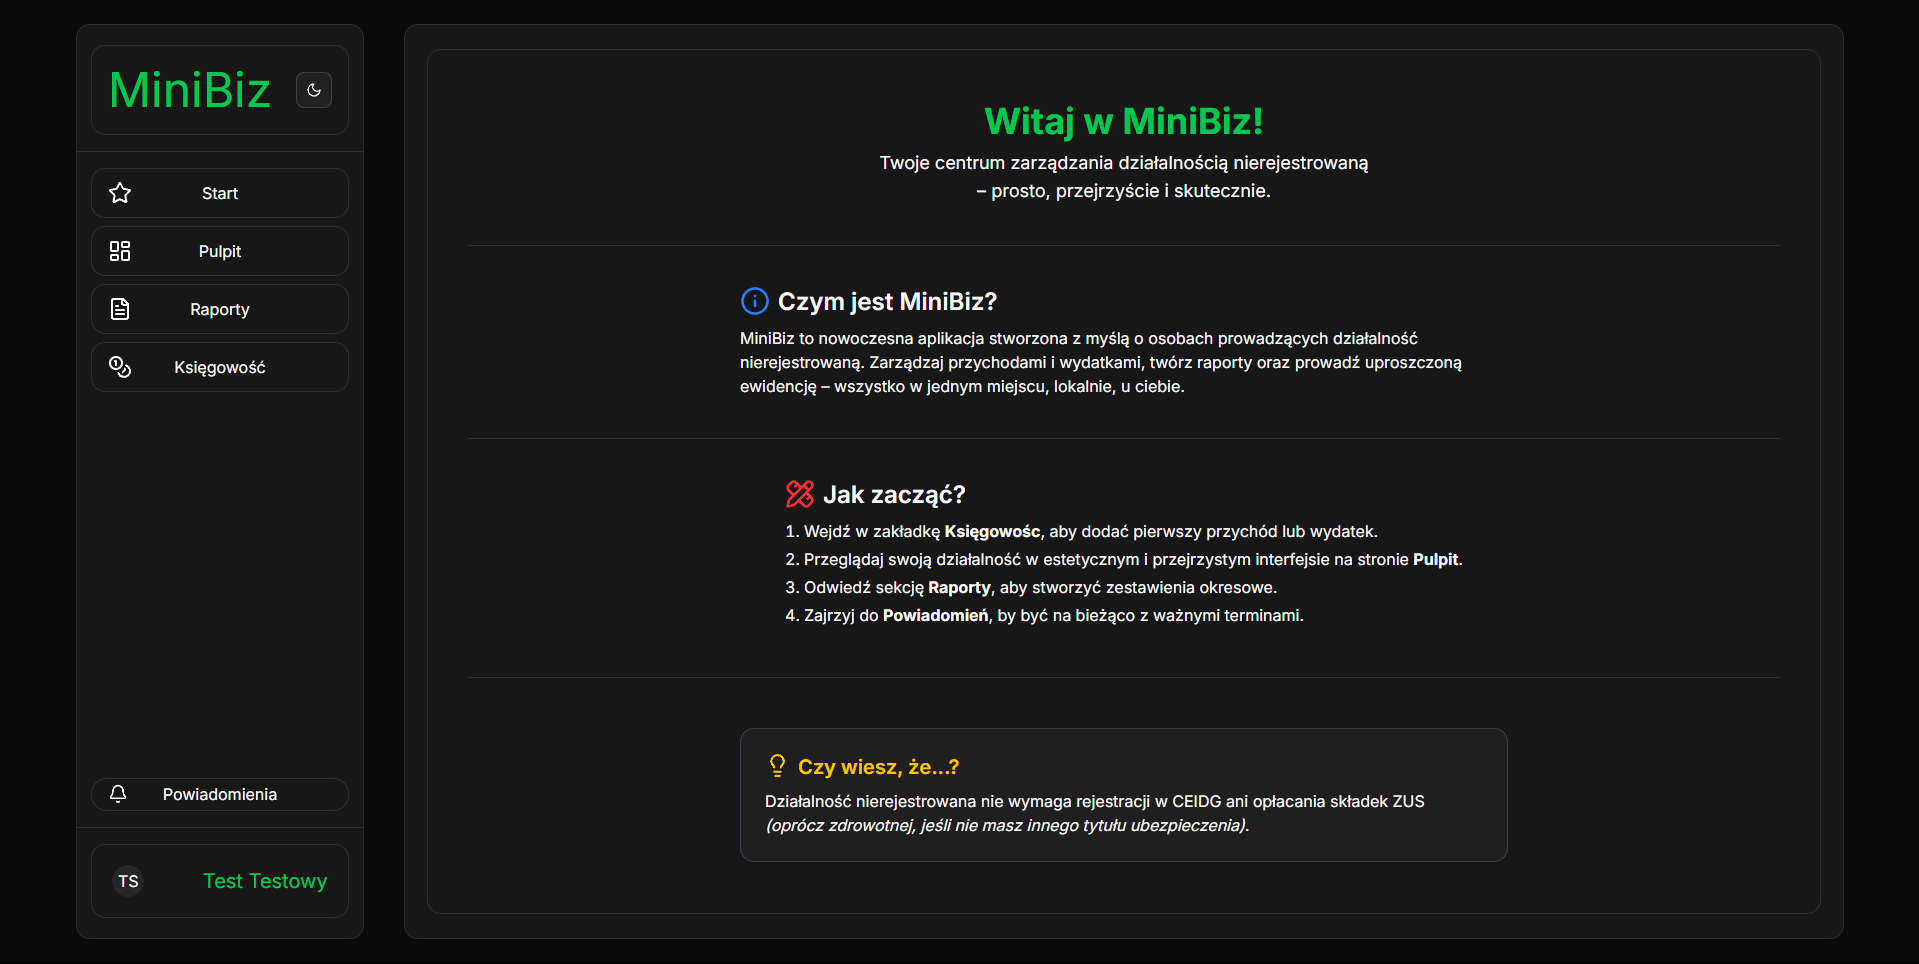 MiniBiz
Start
Pulpit
Raporty
Księgowość
Powiadomienia
TS
Test Testowy
Witaj w MiniBiz!
Twoje centrum zarządzania działalnością nierejestrowaną
– prosto, przejrzyście i skutecznie.
Czym jest MiniBiz?
MiniBiz to nowoczesna aplikacja stworzona z myślą o osobach prowadzących działalność
nierejestrowaną. Zarządzaj przychodami i wydatkami, twórz raporty oraz prowadź uproszczoną
ewidencję – wszystko w jednym miejscu, lokalnie, u ciebie.
Jak zacząć?
1. Wejdź w zakładkę Księgowośc, aby dodać pierwszy przychód lub wydatek.
2. Przeglądaj swoją działalność w estetycznym i przejrzystym interfejsie na stronie Pulpit.
3. Odwiedź sekcję Raporty, aby stworzyć zestawienia okresowe.
4. Zajrzyj do Powiadomień, by być na bieżąco z ważnymi terminami.
Czy wiesz, że...?
Działalność nierejestrowana nie wymaga rejestracji w CEIDG ani opłacania składek ZUS
(oprócz zdrowotnej, jeśli nie masz innego tytułu ubezpieczenia).